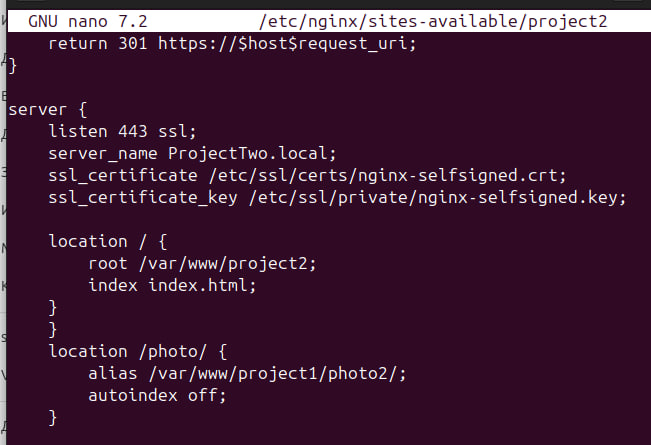 GNU nano 7.2 /etc/nginx/sites-available/project2
return 301 https://$host$request_uri;
}
server {
listen 443 ssl;
server_name ProjectTwo.local;
ssl_certificate /etc/ssl/certs/nginx-selfsigned.crt;
ssl_certificate_key /etc/ssl/private/nginx-selfsigned.key;
location / {
root /var/www/project2;
index index.html;
}
}
location /photo/ {
alias /var/www/project1/photo2/;
autoindex off;
}